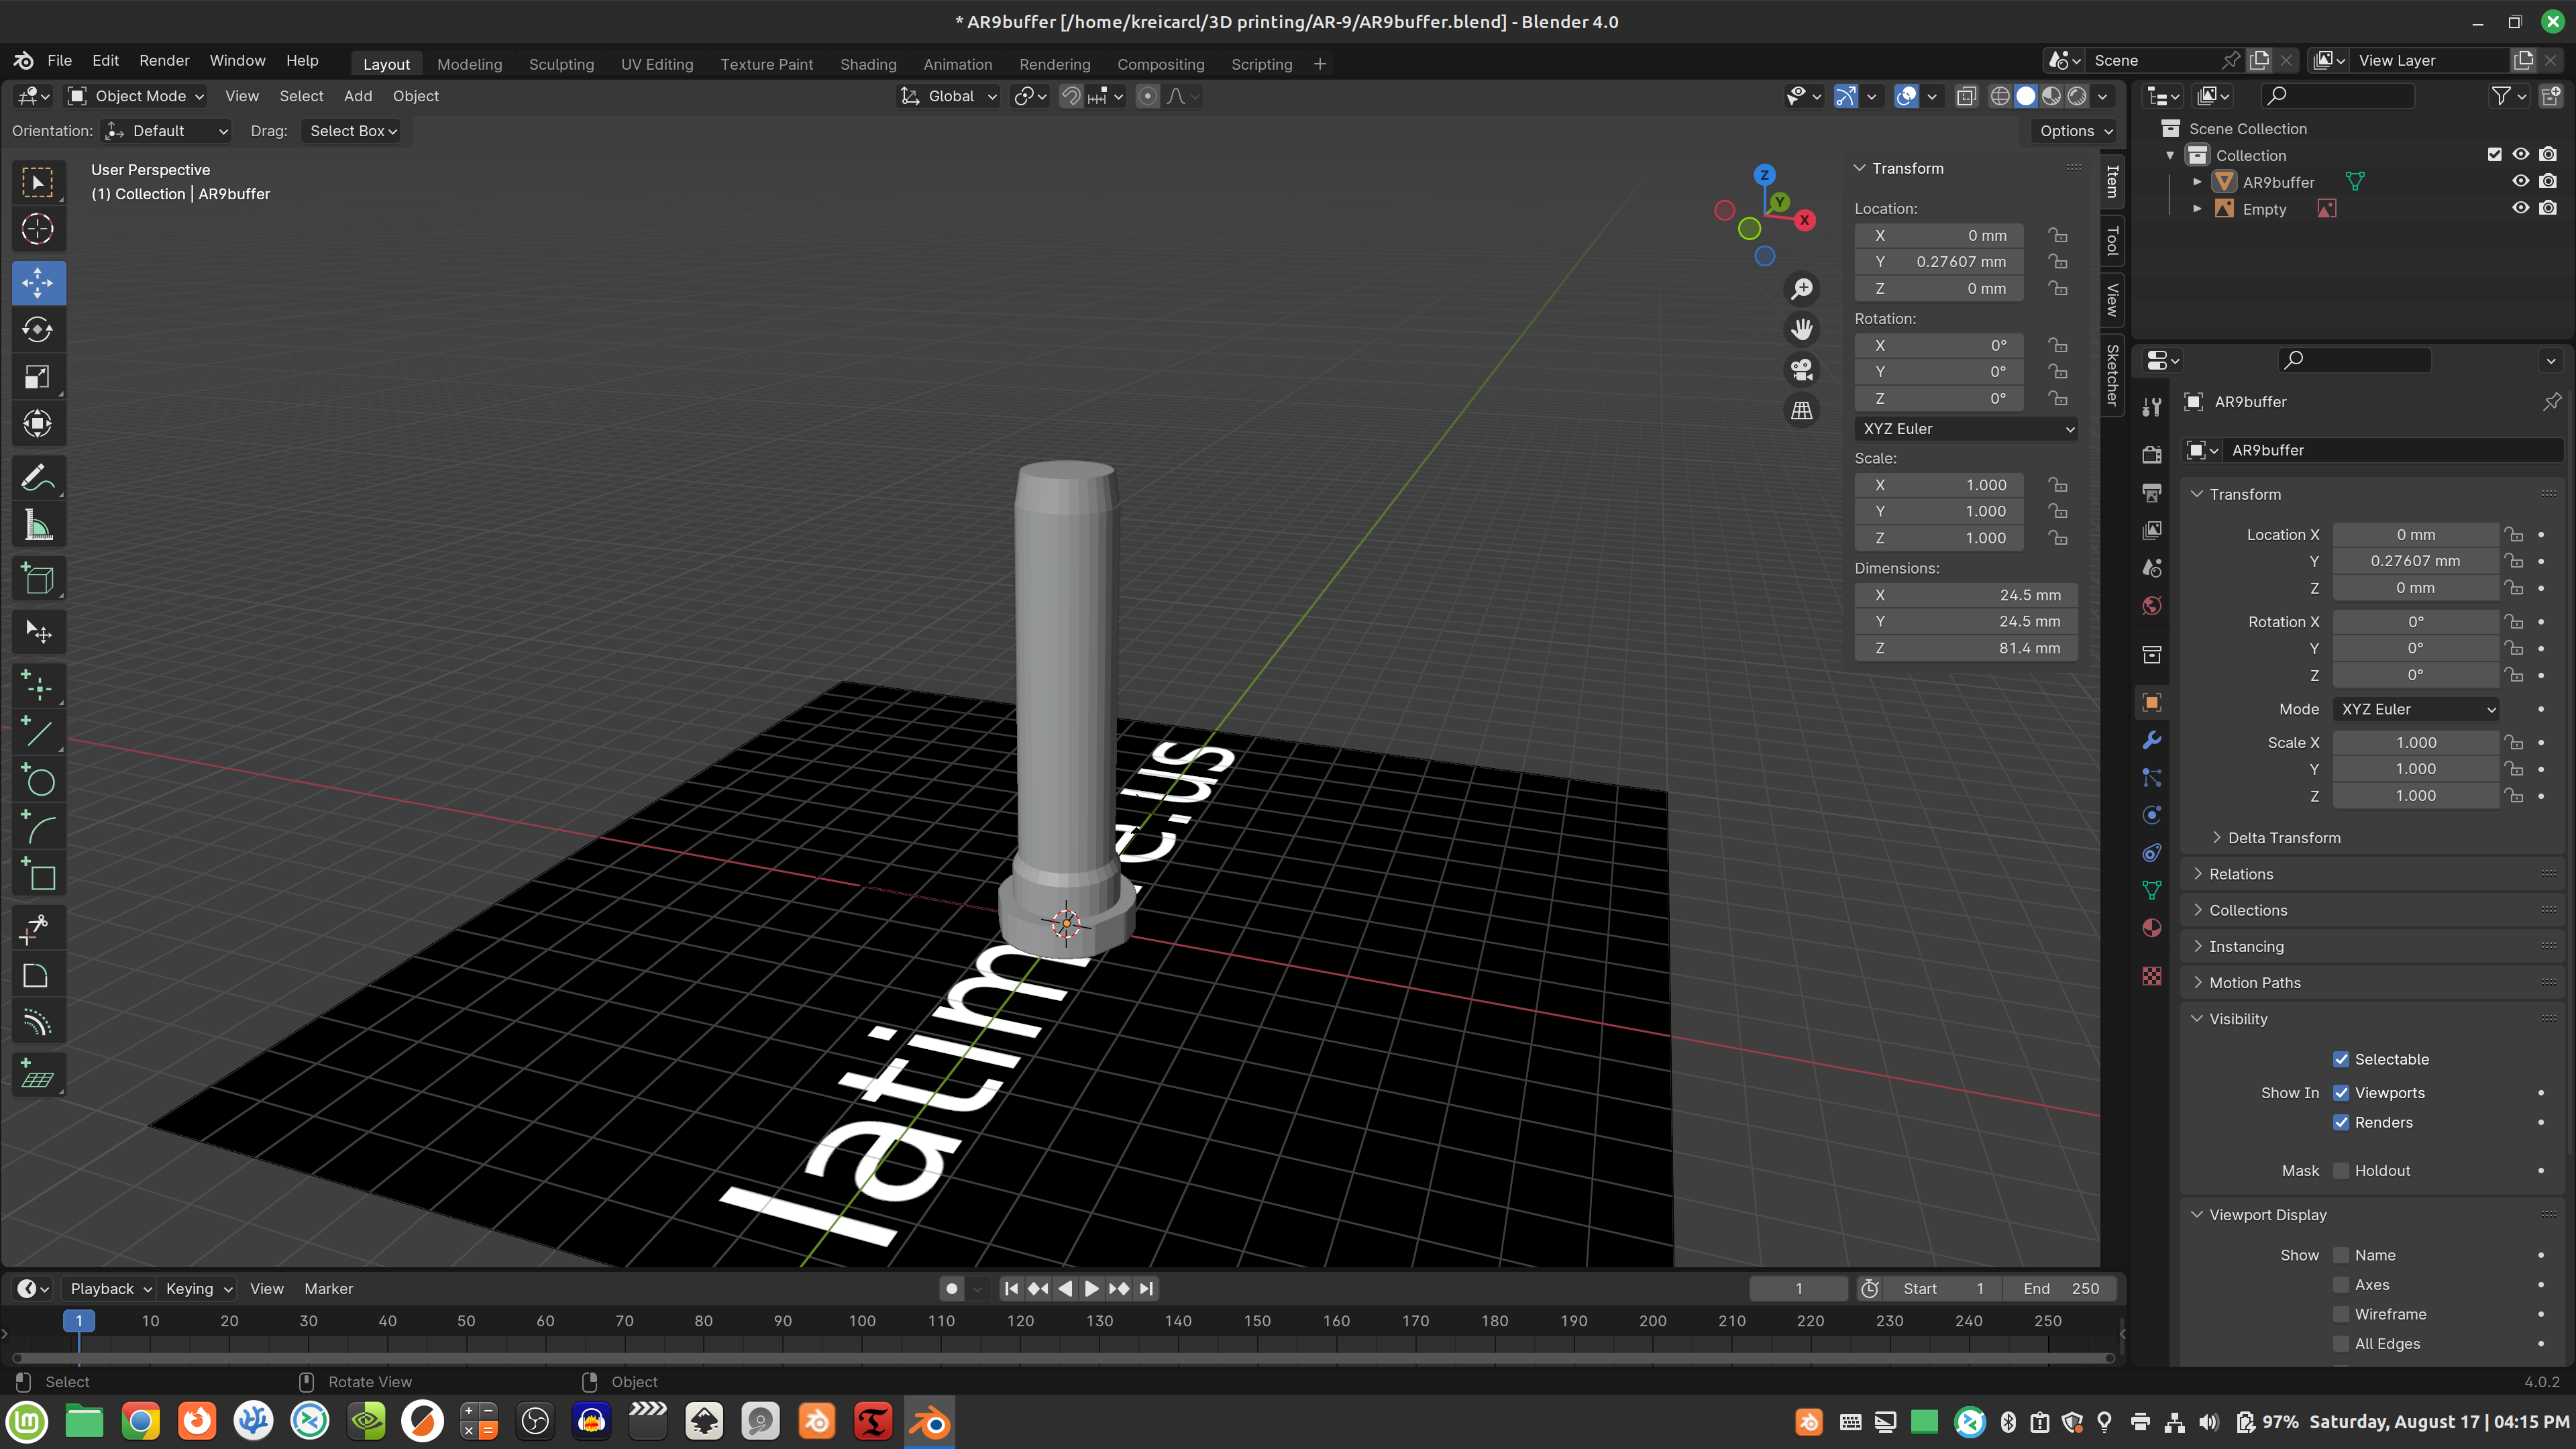 * AR9buffer [/home/kreicarcl/3D printing/AR-9/AR9buffer.blend] - Blender 4.0
File Edit Render Window Help
Layout Modeling Sculpting UV Editing Texture Paint Shading Animation Rendering Compositing Scripting +
Scene
View Layer
Object Mode View Select Add Object
Global
Orientation: Default Drag: Select Box
Options
User Perspective
(1) Collection | AR9buffer
Z
Y
X
Transform
Location:
X 0 mm
Y 0.27607 mm
Z 0 mm
Rotation:
X 0°
Y 0°
Z 0°
XYZ Euler
Scale:
X 1.000
Y 1.000
Z 1.000
Dimensions:
X 24.5 mm
Y 24.5 mm
Z 81.4 mm
Item
Tool
View
Sketcher
latim
e.us
Scene Collection
Collection
AR9buffer
Empty
AR9buffer
AR9buffer
Transform
Location X 0 mm
Y 0.27607 mm
Z 0 mm
Rotation X 0°
Y 0°
Z 0°
Mode XYZ Euler
Scale X 1.000
Y 1.000
Z 1.000
Delta Transform
Relations
Collections
Instancing
Motion Paths
Visibility
Selectable
Show In Viewports
Renders
Mask Holdout
Viewport Display
Show Name
Axes
Wireframe
All Edges
Playback Keying View Marker
1
Start 1
End 250
1 10 20 30 40 50 60 70 80 90 100 110 120 130 140 150 160 170 180 190 200 210 220 230 240 250
Select
Rotate View
Object
4.0.2
97% Saturday, August 17 | 04:15 PM